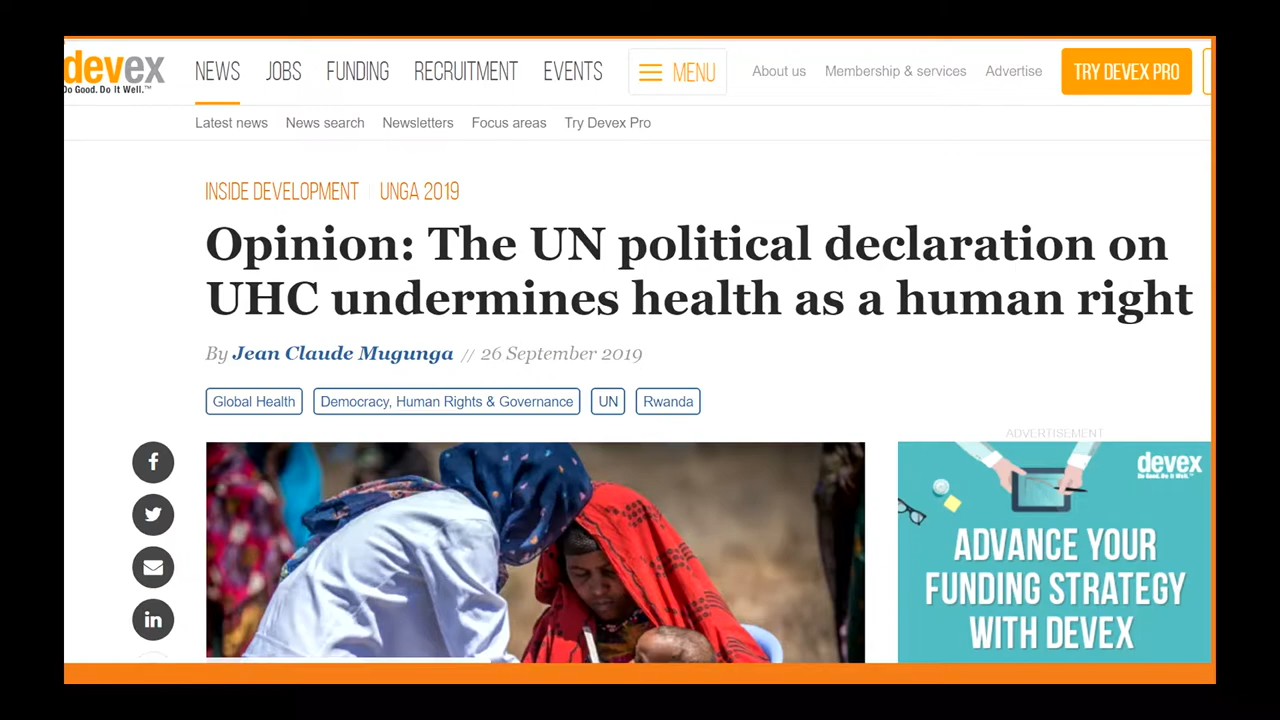 devex
Do Good. Do It Well.™
NEWS JOBS FUNDING RECRUITMENT EVENTS MENU About us Membership & services Advertise TRY DEVEX PRO
Latest news News search Newsletters Focus areas Try Devex Pro
INSIDE DEVELOPMENT | UNGA 2019
Opinion: The UN political declaration on
UHC undermines health as a human right
By Jean Claude Mugunga // 26 September 2019
Global Health Democracy, Human Rights & Governance UN Rwanda
ADVERTISEMENT
devex
Do Good. Do It Well.™
ADVANCE YOUR
FUNDING STRATEGY
WITH DEVEX